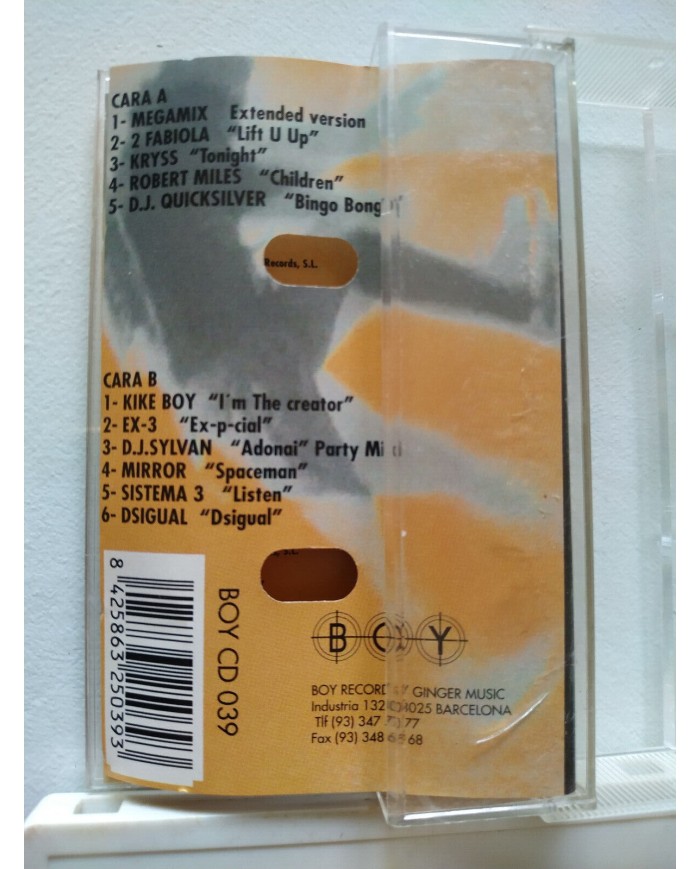 CARA A
1- MEGAMIX Extended version
2- 2 FABIOLA "Lift U Up"
3- KRYSS "Tonight"
4- ROBERT MILES "Children"
5- D.J. QUICKSILVER "Bingo Bongo"
Records, S.L.
CARA B
1- KIKE BOY "I´m The creator"
2- EX-3 "Ex-p-cial"
3- D.J.SYLVAN "Adonai" Party
4- MIRROR "Spaceman"
5- SISTEMA 3 "Listen"
6- DSIGUAL "Dsigual"
S.L.
8 425863 250393
BOY CD 039
BOY
BOY RECORDS GINGER MUSIC
Industria 132 08025 BARCELONA
Tlf (93) 347 77
Fax (93) 348 68